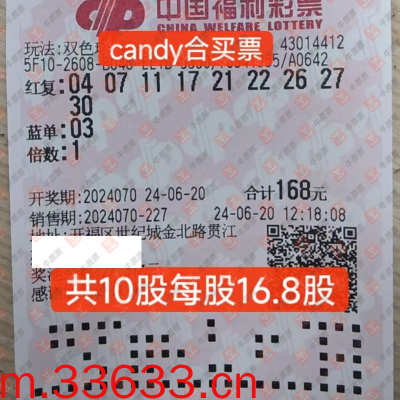 中国福利彩票
CHINA WELFARE LOTTERY
玩法:双色 43014412
candy合买票
5F10-2608- /A0642
红复:04 07 11 17 21 22 26 27
30
蓝单:03
倍数:1
开奖期:2024070 24-06-20 合计168元
销售期:2024070-227 24-06-20 12:18:08
地址:开福区世纪城金北路贯江
共10股每股16.8股
m.33633.cn